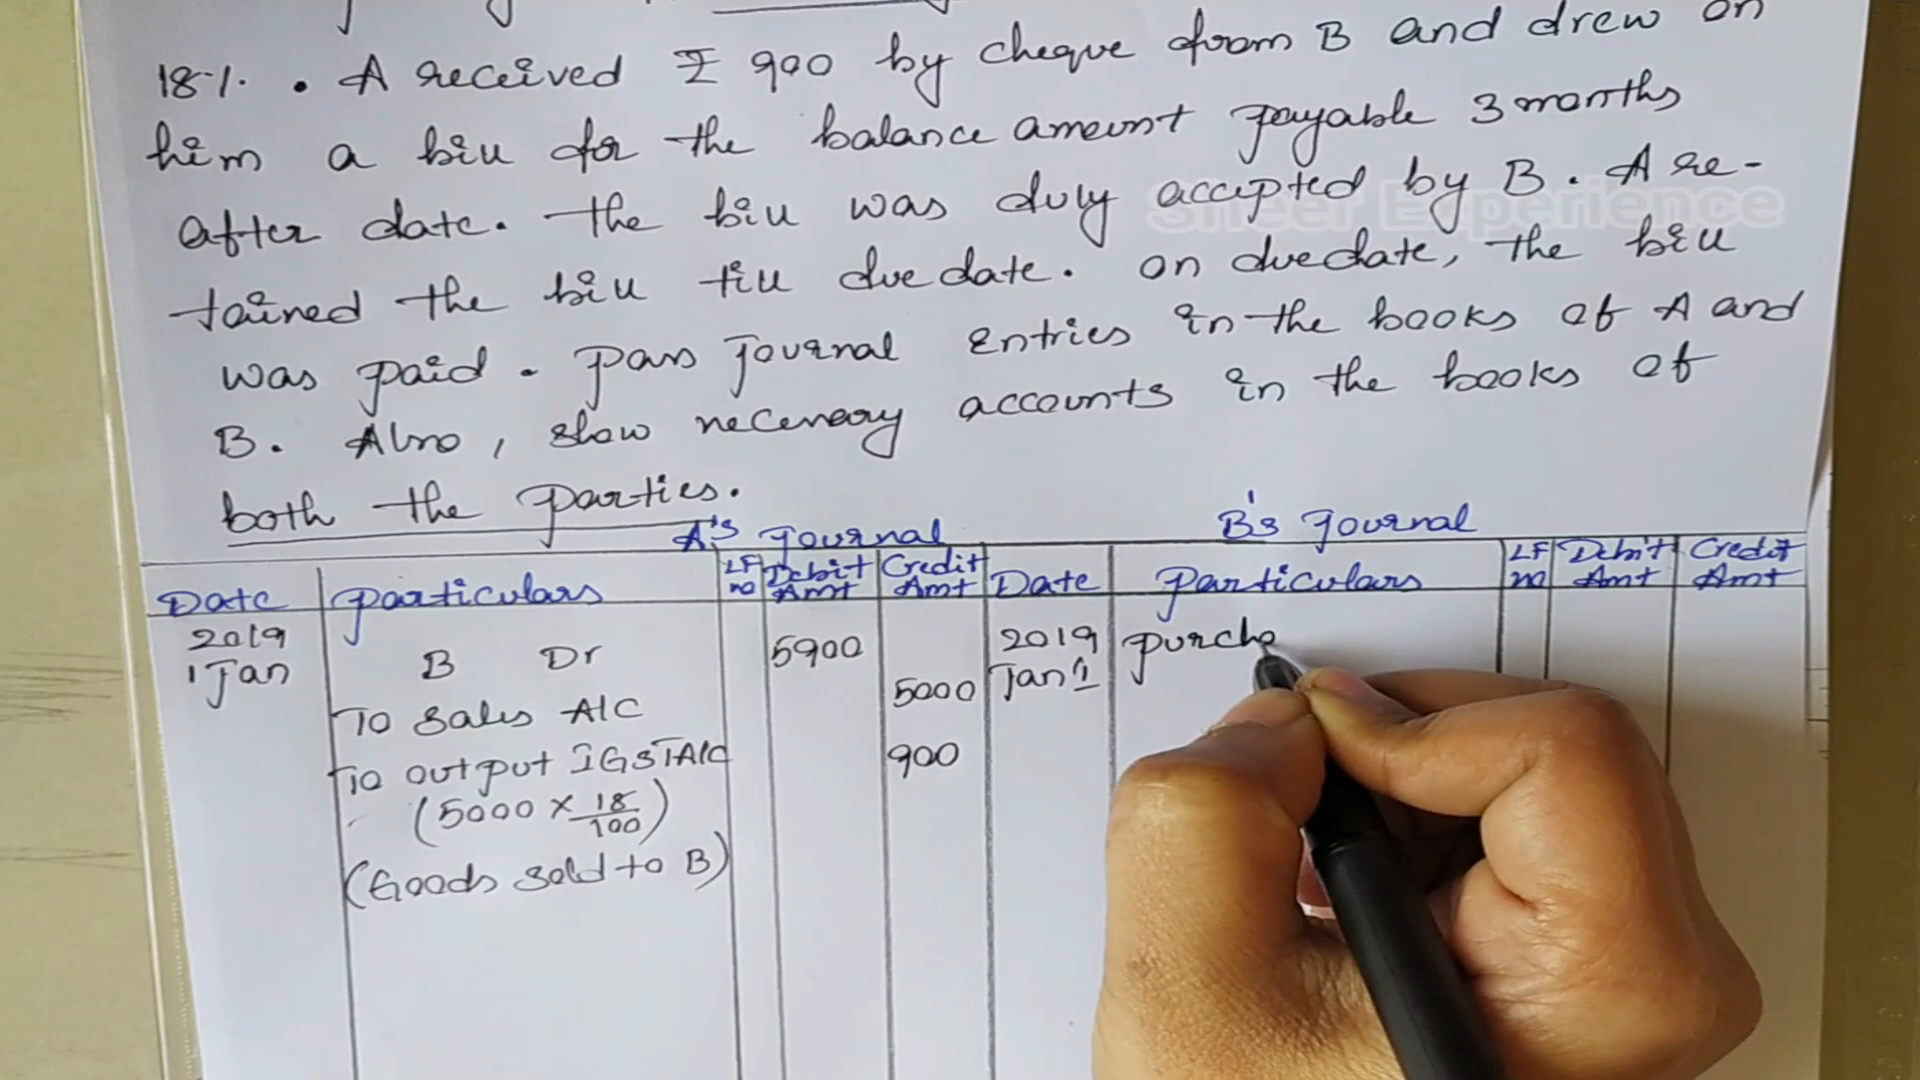 18%. . A received ₹ 900 by cheque from B and drew on
him a bill for the balance amount payable 3 months
after date. The bill was duly accepted by B. A re-
tained the bill till due date. on duedate, the bill
was paid. Pass Journal entries in the books of A and
B. Also, show necessary accounts in the books of
both the parties.
Sheer Experience
A's Journal
B's Journal
Date Particulars LF no Debit Amt Credit Amt Date Particulars LF no Debit Amt Credit Amt
2019 2019 purcha
1 Jan B Dr 5900 Jan 1
To Sales A/C 5000
To output IGST A/C 900
(5000 × 18/100)
(Goods sold to B)